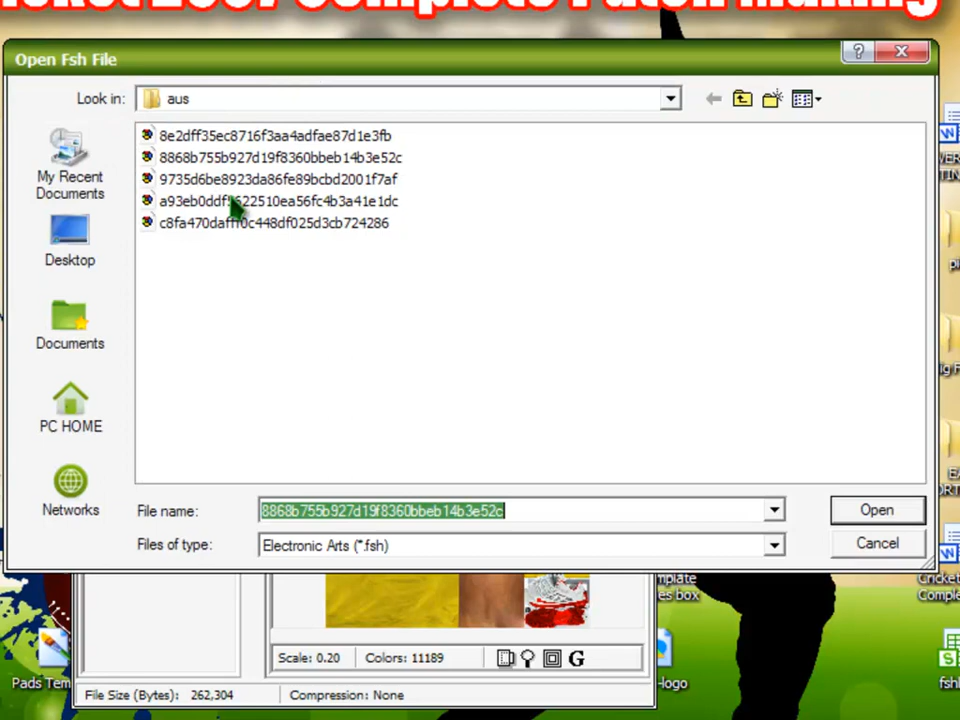 Cricket 2007 Complete Patch Making
Open Fsh File
Look in:
aus
My Recent
Documents
Desktop
Documents
PC HOME
Networks
8e2dff35ec8716f3aa4adfae87d1e3fb
8868b755b927d19f8360bbeb14b3e52c
9735d6be8923da86fe89bcbd2001f7af
c8fa470dafff0c448df025d3cb724286
File name:
8868b755b927d19f8360bbeb14b3e52c
Open
Files of type:
Electronic Arts (*.fsh)
Cancel
Scale: 0.20
Colors: 11189
G
File Size (Bytes): 262,304
Compression: None
Pads Tem
mplate
es box
-logo
Cricket
Comple
fshl